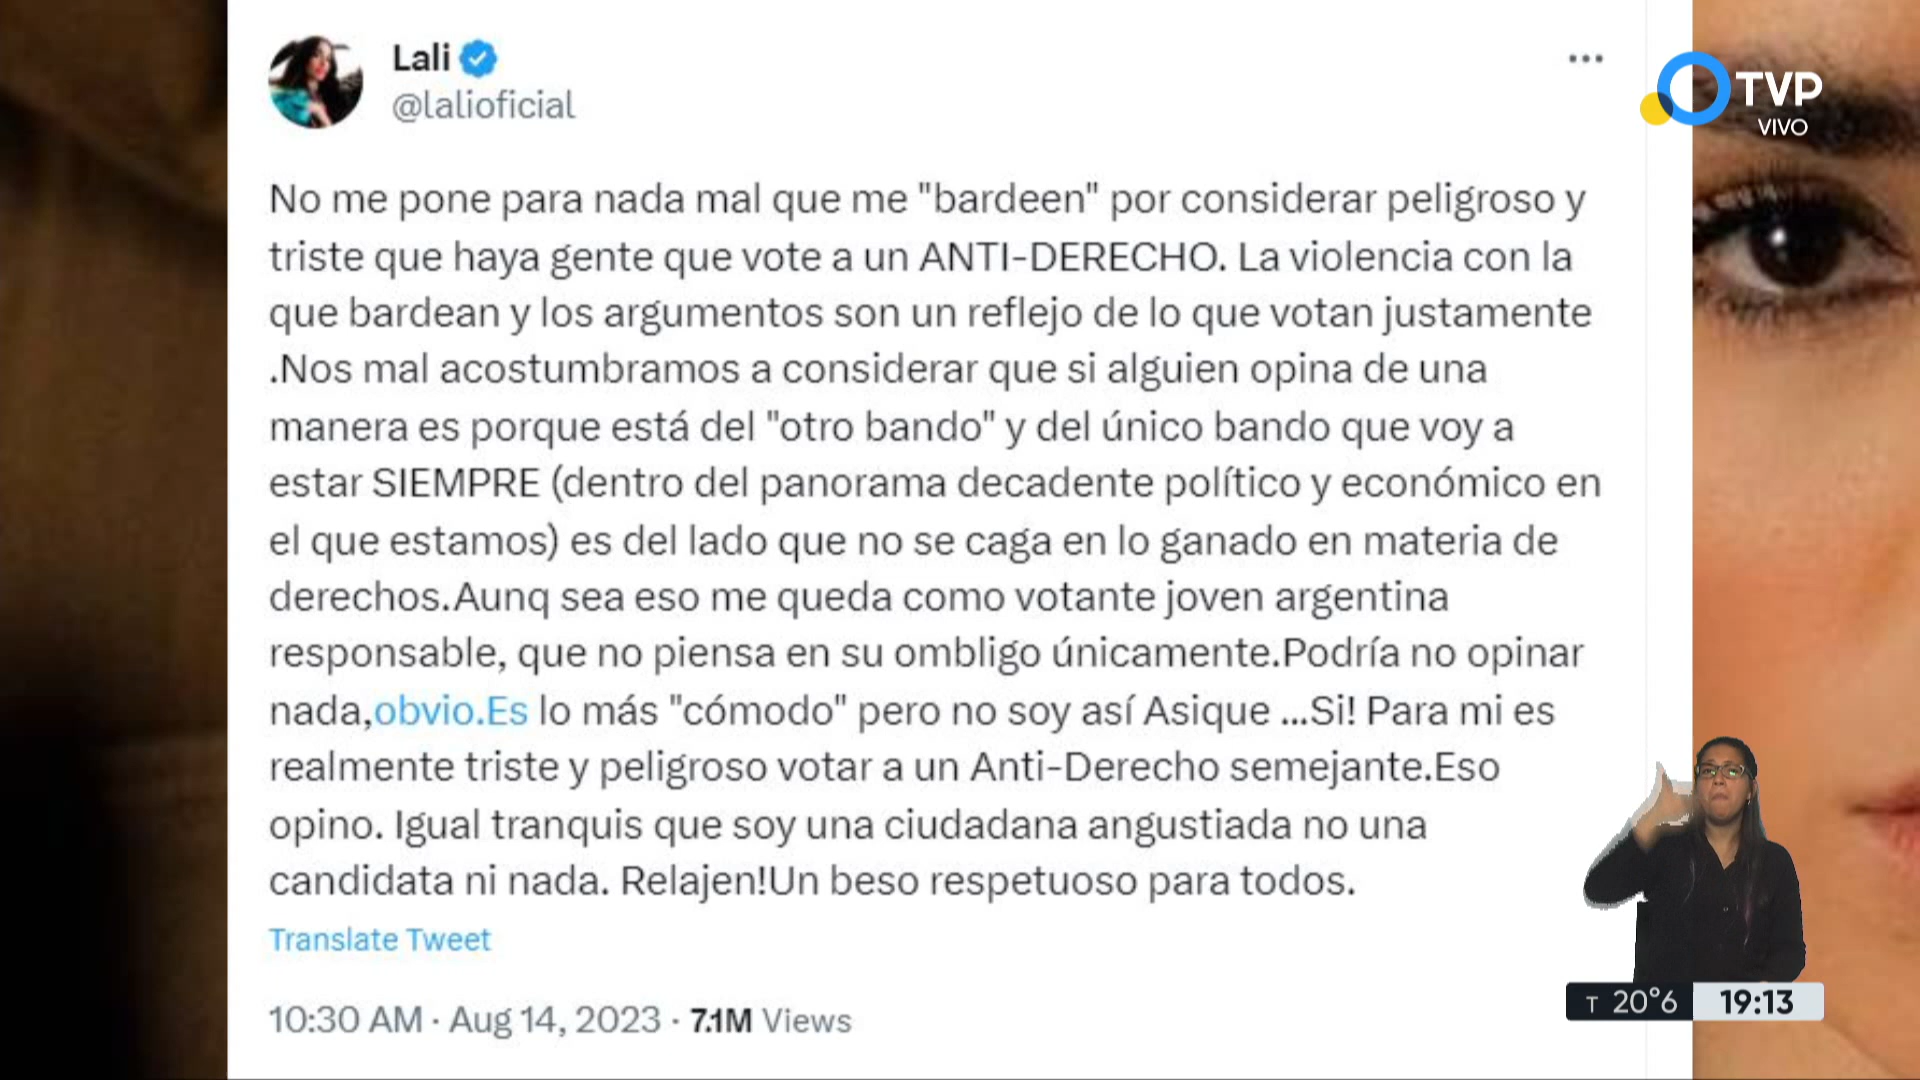 Lali
@lalioficial
TVP
VIVO
No me pone para nada mal que me "bardeen" por considerar peligroso y
triste que haya gente que vote a un ANTI-DERECHO. La violencia con la
que bardean y los argumentos son un reflejo de lo que votan justamente
.Nos mal acostumbramos a considerar que si alguien opina de una
manera es porque está del "otro bando" y del único bando que voy a
estar SIEMPRE (dentro del panorama decadente político y económico en
el que estamos) es del lado que no se caga en lo ganado en materia de
derechos.Aunq sea eso me queda como votante joven argentina
responsable, que no piensa en su ombligo únicamente.Podría no opinar
nada,obvio.Es lo más "cómodo" pero no soy así Asique ...Si! Para mi es
realmente triste y peligroso votar a un Anti-Derecho semejante.Eso
opino. Igual tranquis que soy una ciudadana angustiada no una
candidata ni nada. Relajen!Un beso respetuoso para todos.
Translate Tweet
10:30 AM · Aug 14, 2023 · 7.1M Views
T 20°6 19:13